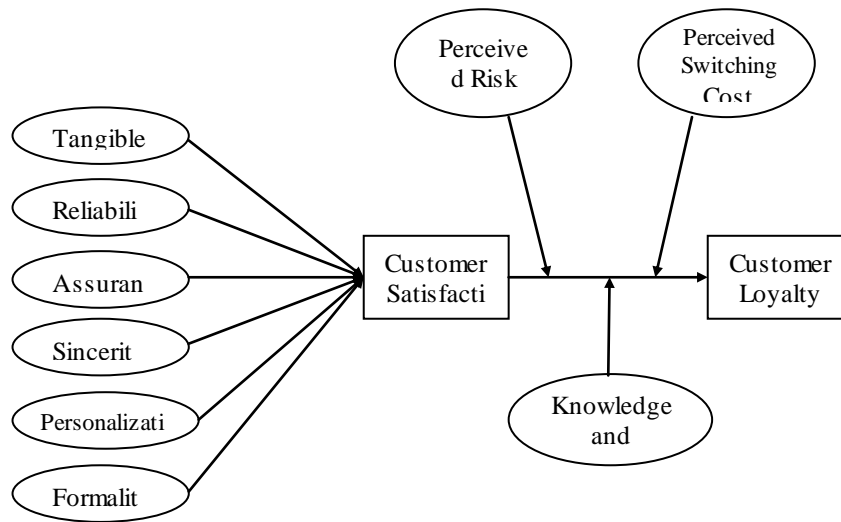 Perceive
d Risk
Perceived
Switching
Cost
Tangible
Reliabili
Assuran
Sincerit
Personalizati
Formalit
Customer
Satisfacti
Customer
Loyalty
Knowledge
and